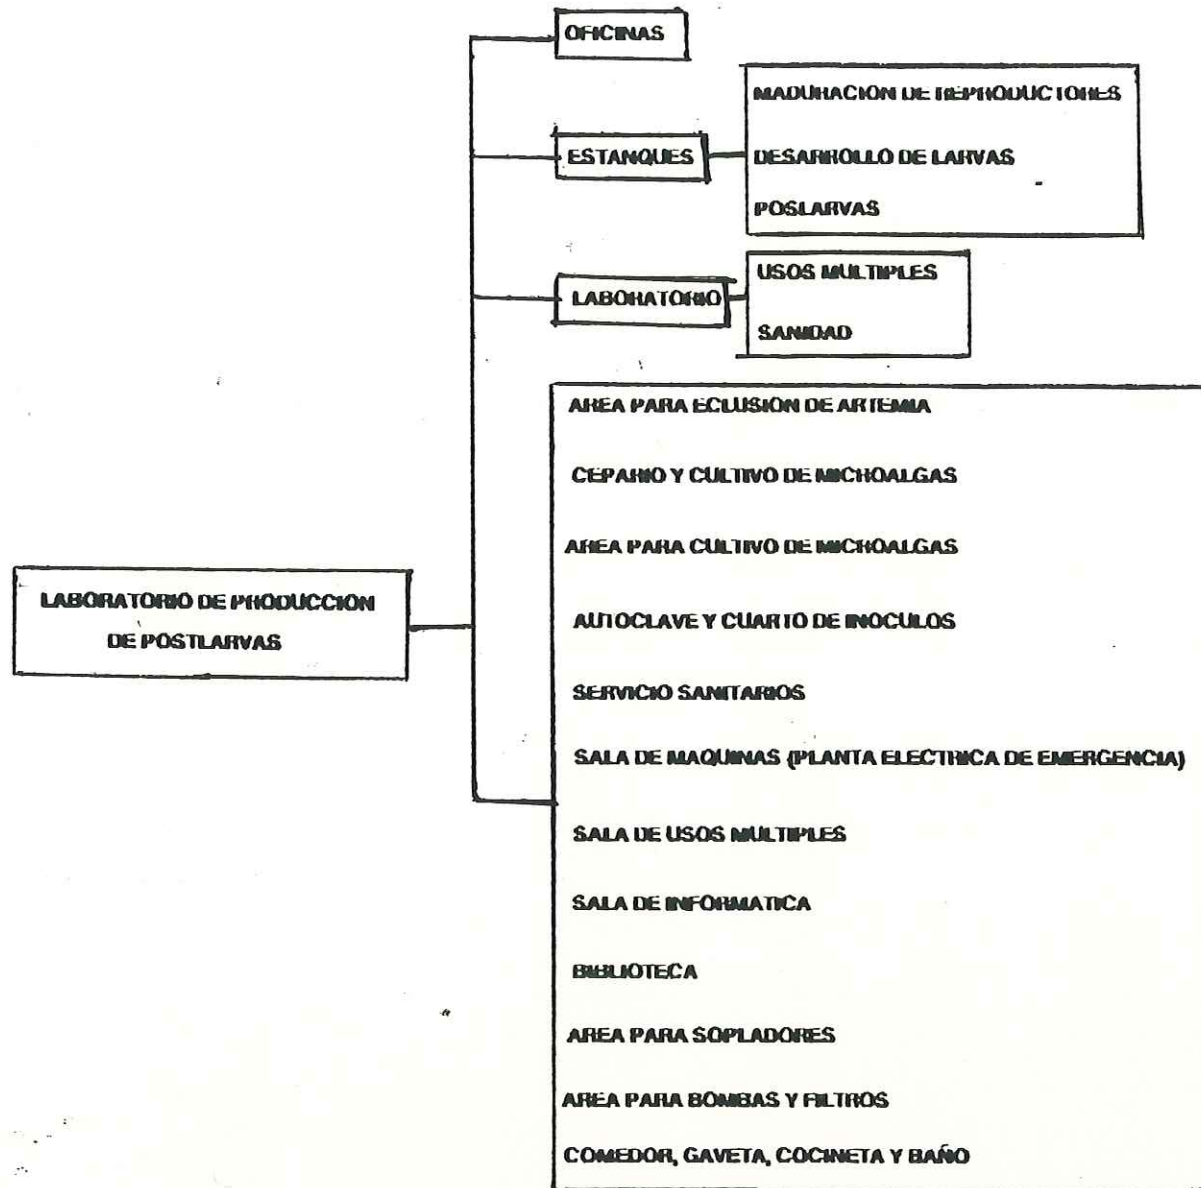 OFICINAS
ESTANQUES
MADURACION DE REPRODUCTORES
DESARROLLO DE LARVAS
POSLARVAS
LABORATORIO
USOS MULTIPLES
SANIDAD
LABORATORIO DE PRODUCCION
DE POSTLARVAS
AREA PARA ECLUSION DE ARTEMIA
CEPARIO Y CULTIVO DE MICROALGAS
AREA PARA CULTIVO DE MICROALGAS
AUTOCLAVE Y CUARTO DE INOCULOS
SERVICIO SANITARIOS
SALA DE MAQUINAS (PLANTA ELECTRICA DE EMERGENCIA)
SALA DE USOS MULTIPLES
SALA DE INFORMATICA
BIBLIOTECA
AREA PARA SOPLADORES
AREA PARA BOMBAS Y FILTROS
COMEDOR, GAVETA, COCINETA Y BAÑO